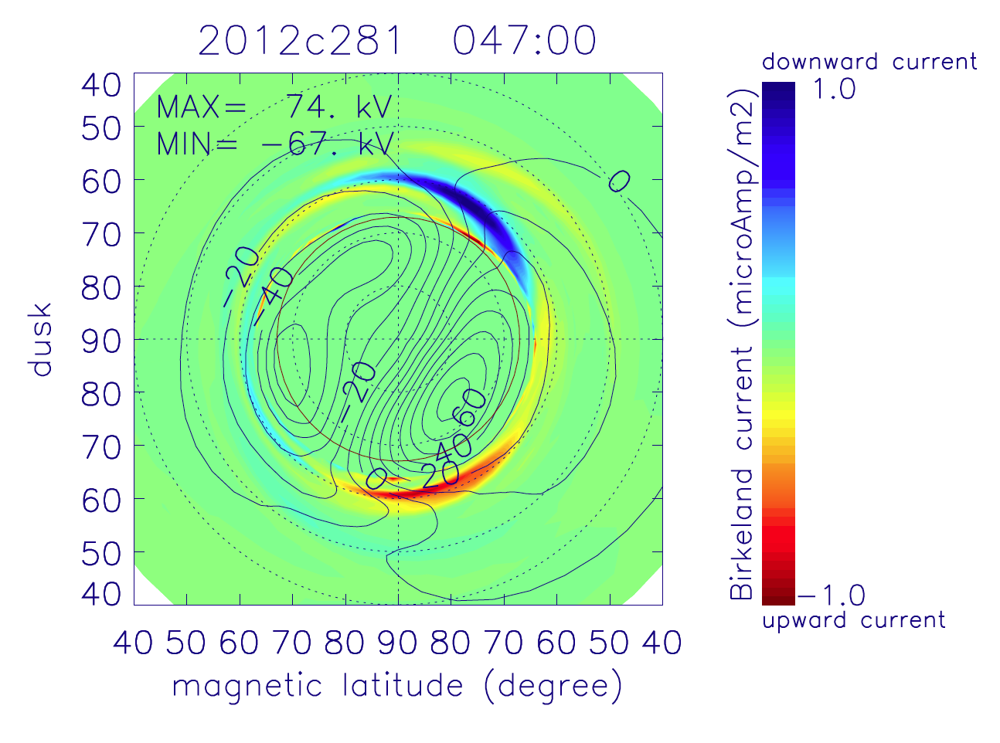 2012c281 047:00
downward current
1.0
40
MAX= 74. kV
50
MIN= -67. kV
60
0
70
-20
80
-40
dusk
90
Birkeland current (microAmp/m2)
80
-20
60
70
40
20
0
60
50
40
-1.0
upward current
40 50 60 70 80 90 80 70 60 50 40
magnetic latitude (degree)